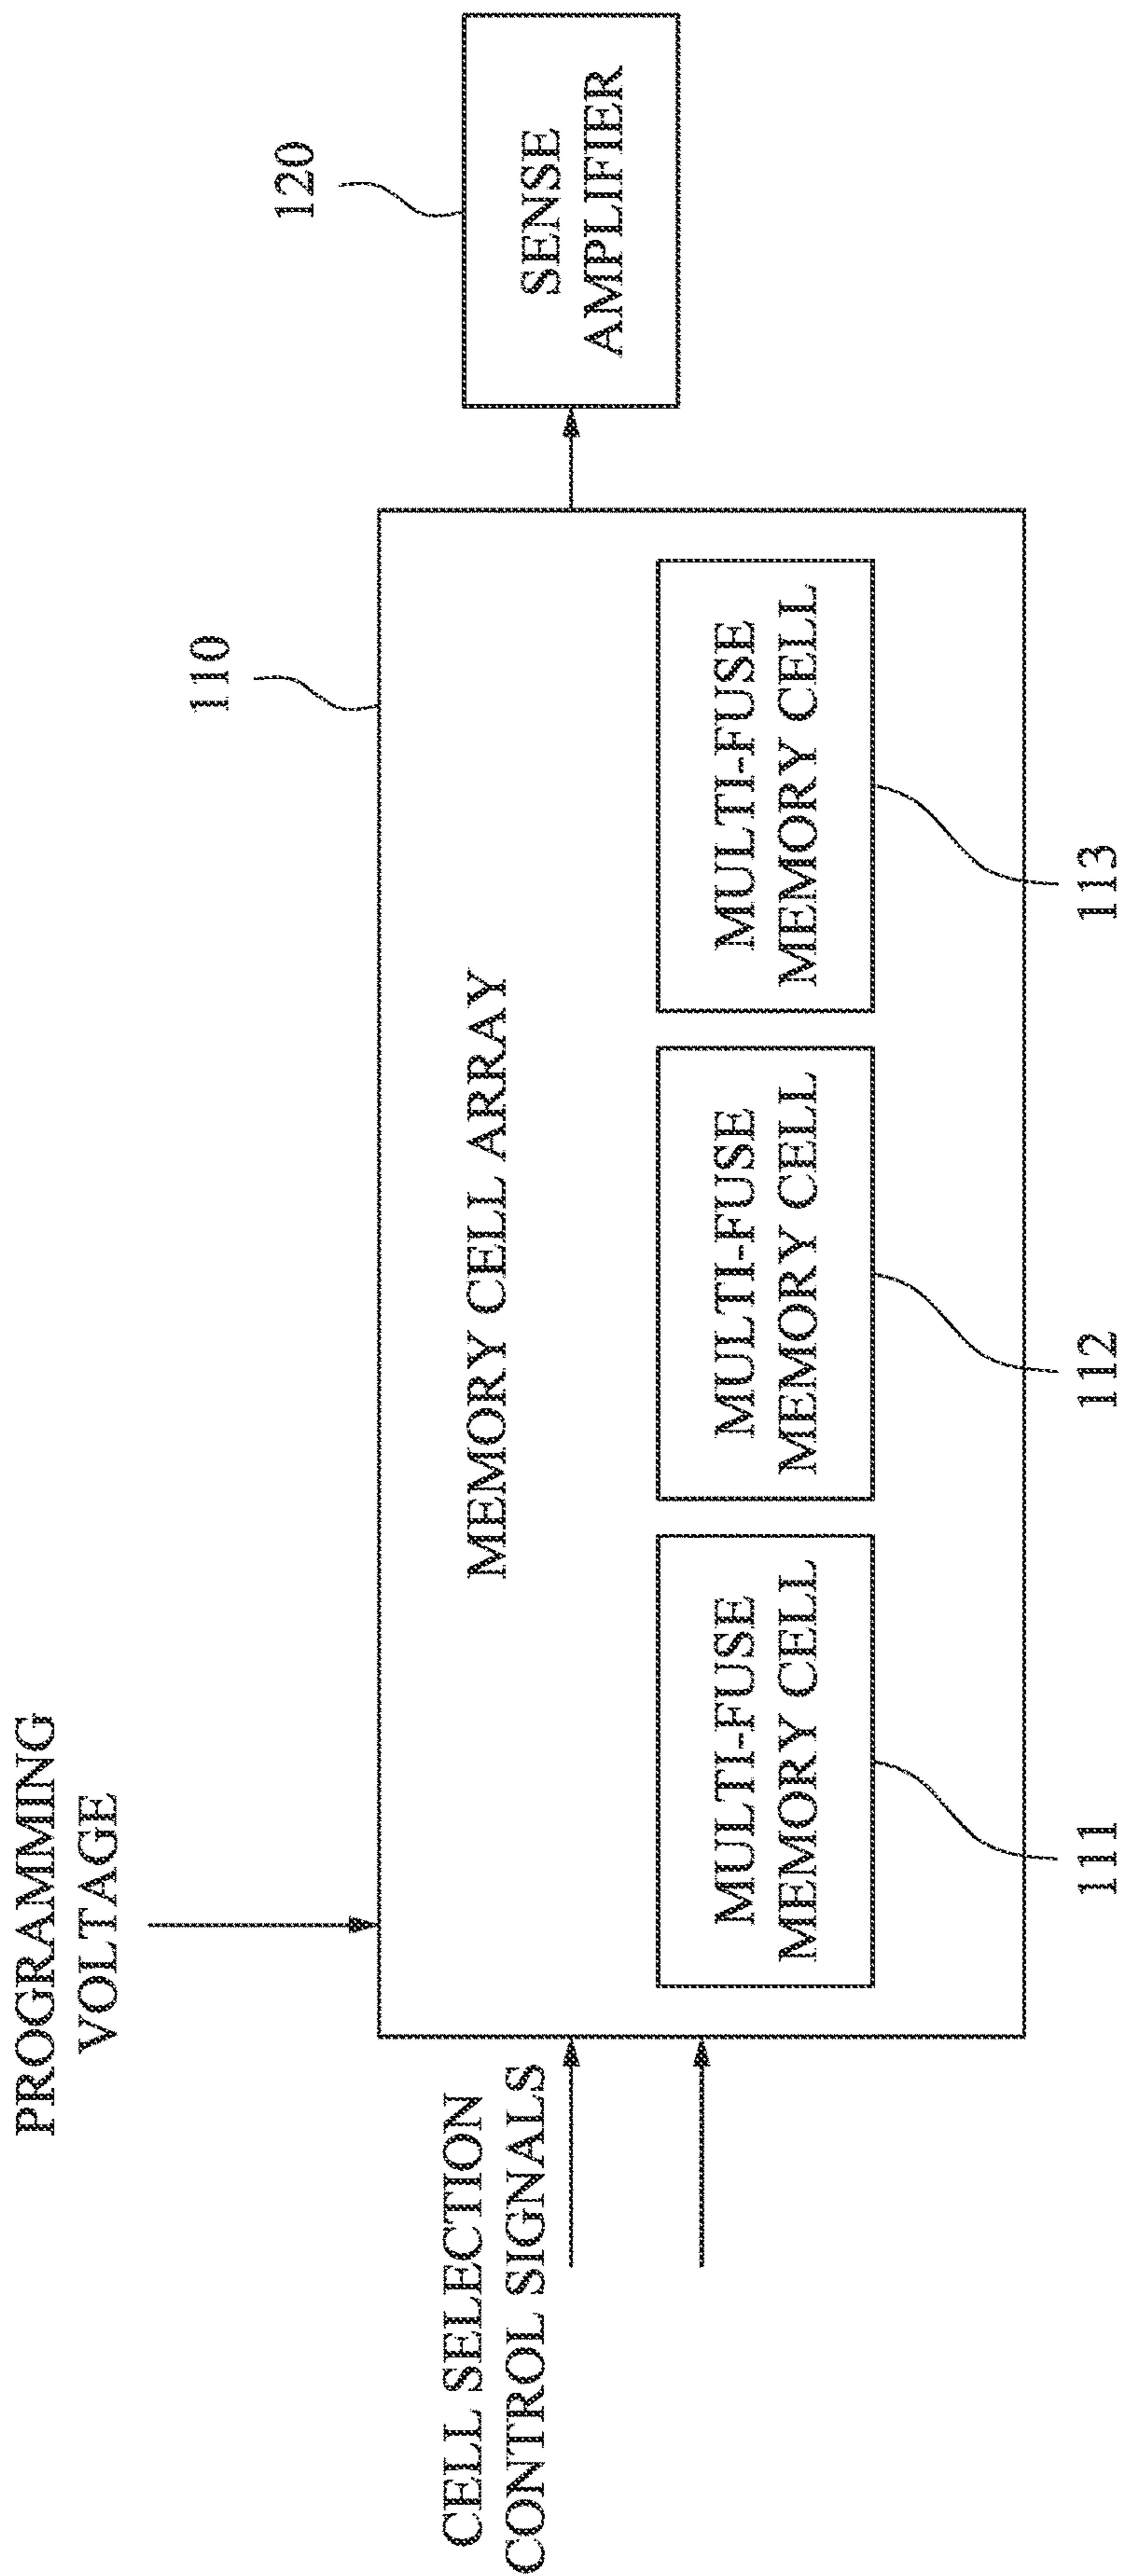 PROGRAMMING
VOLTAGE
110
120
CELL SELECTION
CONTROL SIGNALS
MEMORY CELL ARRAY
SENSE
AMPLIFIER
MULTI-FUSE
MEMORY CELL
MULTI-FUSE
MEMORY CELL
MULTI-FUSE
MEMORY CELL
111
112
113